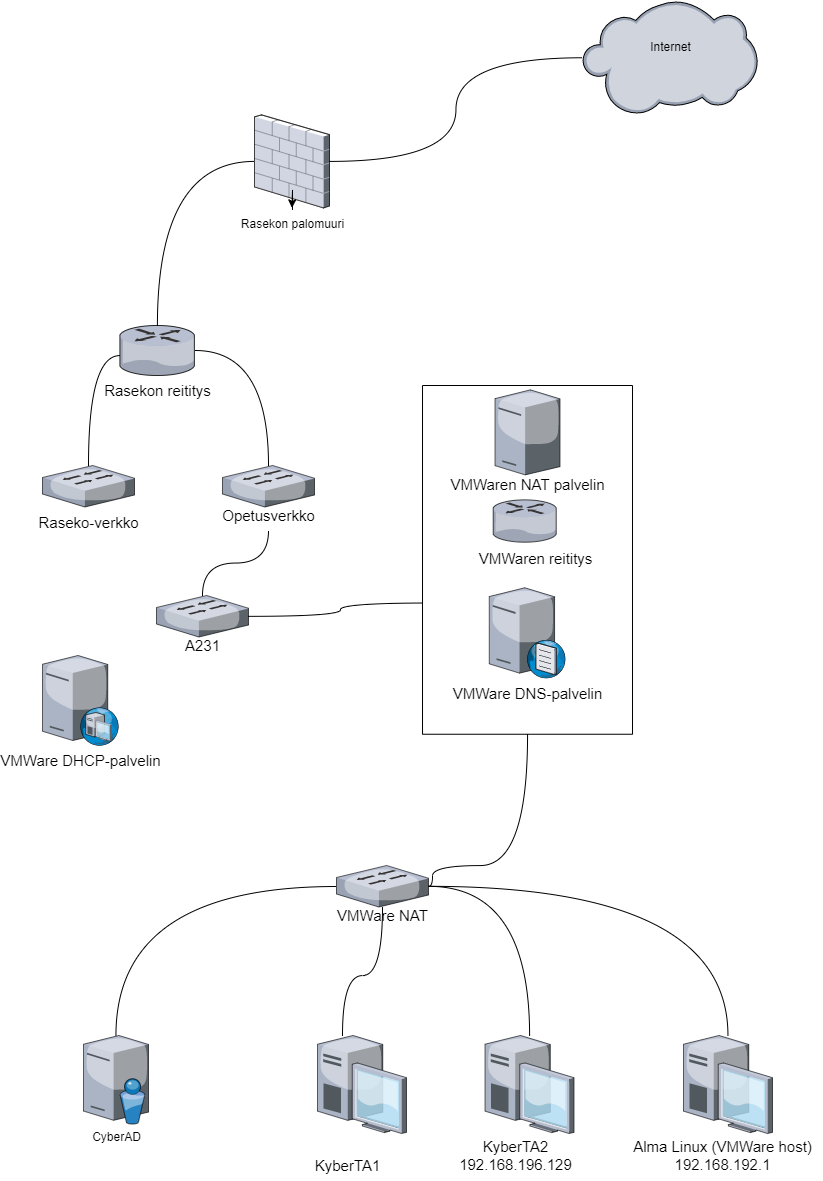 Internet
Rasekon palomuuri
Rasekon reititys
VMWaren NAT palvelin
Raseko-verkko
Opetusverkko
VMWaren reititys
A231
VMWare DNS-palvelin
VMWare DHCP-palvelin
VMWare NAT
CyberAD
KyberTA1
KyberTA2
192.168.196.129
Alma Linux (VMWare host)
192.168.192.1